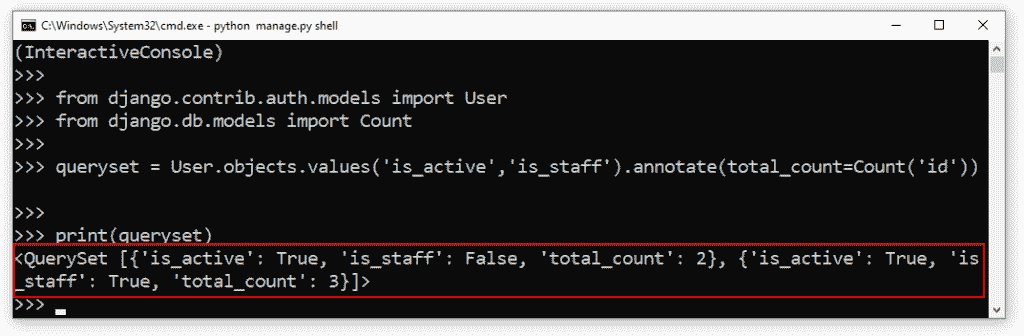 C:\Windows\System32\cmd.exe - python  manage.py shell
(InteractiveConsole)
>>>
>>> from django.contrib.auth.models import User
>>> from django.db.models import Count
>>>
>>> queryset = User.objects.values('is_active','is_staff').annotate(total_count=Count('id'))
>>>
>>> print(queryset)
<QuerySet [{'is_active': True, 'is_staff': False, 'total_count': 2}, {'is_active': True, 'is
_staff': True, 'total_count': 3}]>
>>>